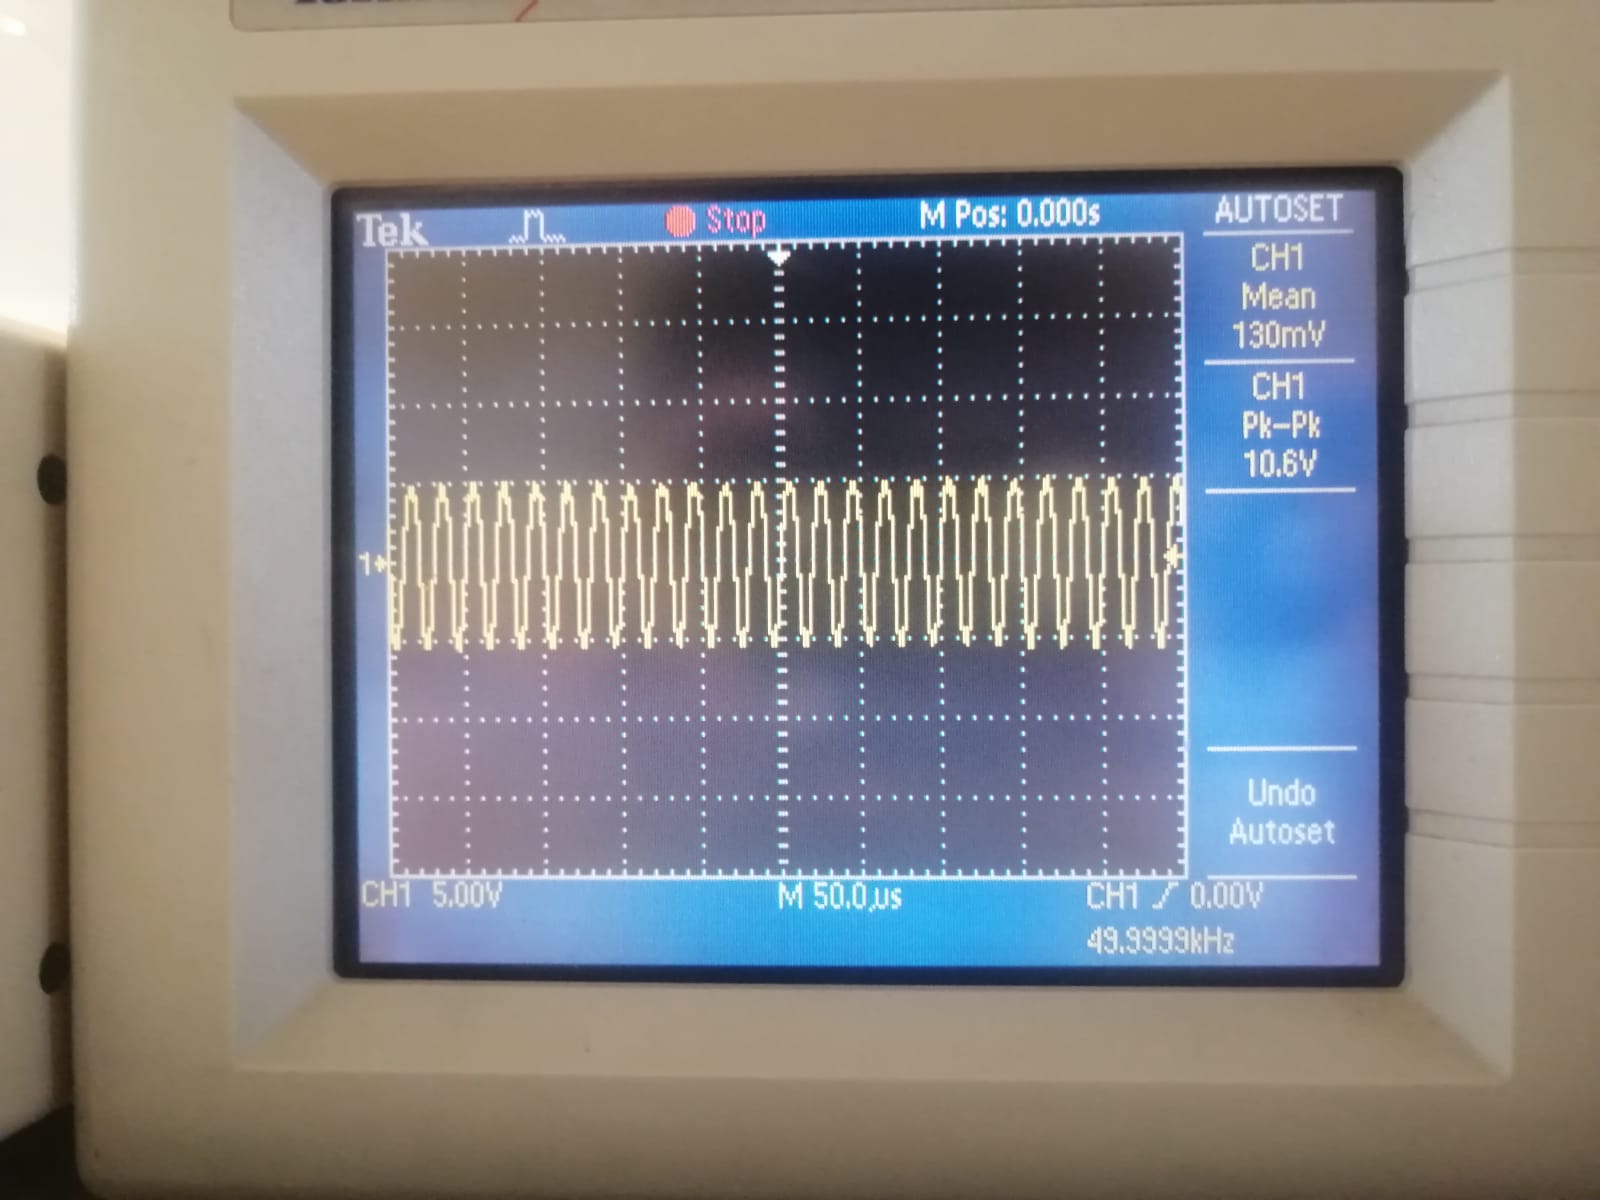 Tek
Stop
M Pos: 0.000s
AUTOSET
CH1
Mean
130mV
CH1
Pk-Pk
10.6V
1
Undo
Autoset
CH1 5.00V
M 50.0µs
CH1 0.00V
49.9999kHz